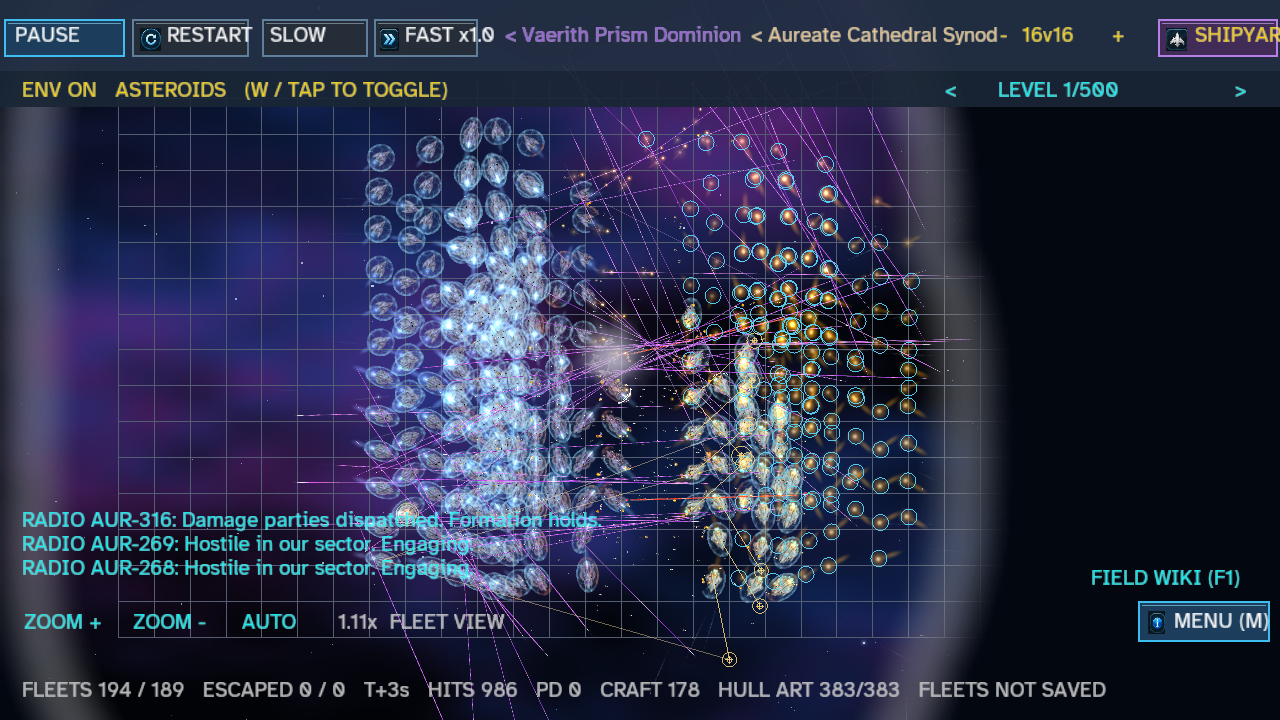 PAUSE RESTART SLOW FAST x1.0 < Vaerith Prism Dominion < Aureate Cathedral Synod- 16v16 + SHIPYAR
ENV ON ASTEROIDS (W / TAP TO TOGGLE) < LEVEL 1/500 >
RADIO AUR-316: Damage parties dispatched. Formation holds.
RADIO AUR-269: Hostile in our sector. Engaging.
RADIO AUR-268: Hostile in our sector. Engaging.
FIELD WIKI (F1)
ZOOM + ZOOM - AUTO 1.11x FLEET VIEW MENU (M)
FLEETS 194 / 189 ESCAPED 0 / 0 T+3s HITS 986 PD 0 CRAFT 178 HULL ART 383/383 FLEETS NOT SAVED